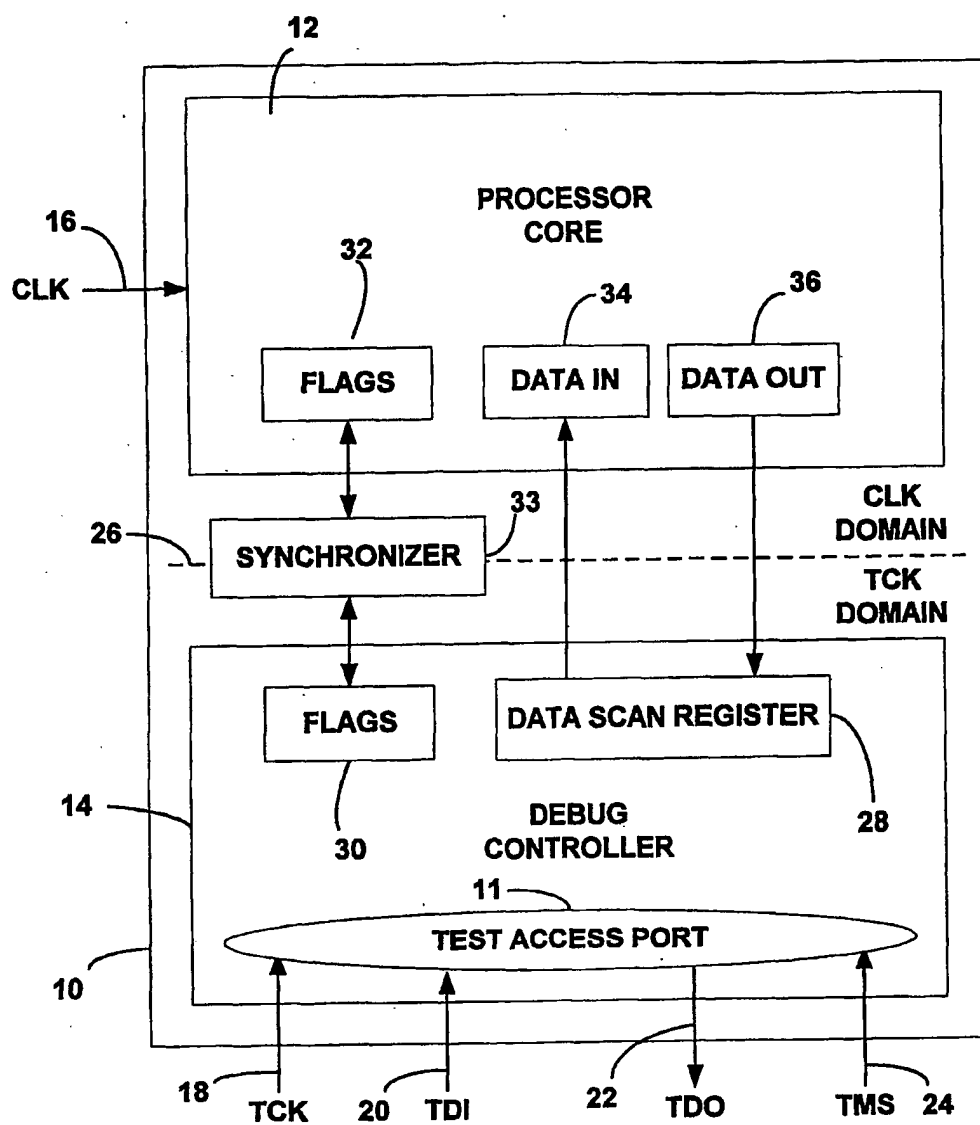 12
PROCESSOR
CORE
16
CLK
32
34
36
FLAGS
DATA IN
DATA OUT
CLK
DOMAIN
26
SYNCHRONIZER
33
TCK
DOMAIN
FLAGS
DATA SCAN REGISTER
14
30
DEBUG
CONTROLLER
28
11
TEST ACCESS PORT
10
18
TCK
20
TDI
22
TDO
TMS
24